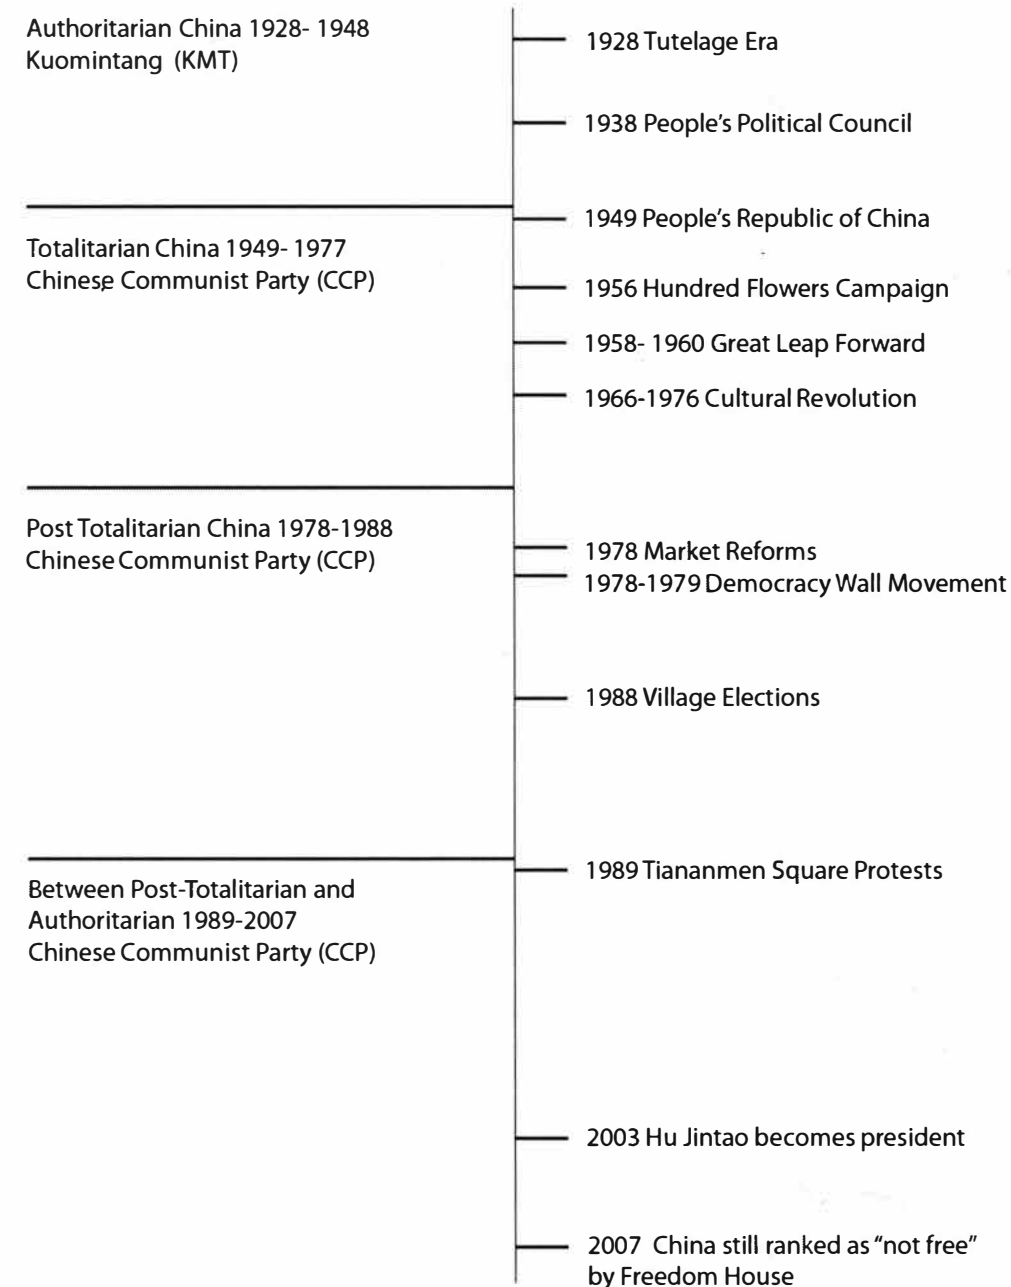 Authoritarian China 1928- 1948
Kuomintang (KMT)
1928 Tutelage Era
1938 People's Political Council
1949 People's Republic of China
Totalitarian China 1949- 1977
Chinese Communist Party (CCP)
1956 Hundred Flowers Campaign
1958- 1960 Great Leap Forward
1966-1976 Cultural Revolution
Post Totalitarian China 1978-1988
Chinese Communist Party (CCP)
1978 Market Reforms
1978-1979 Democracy Wall Movement
1988 Village Elections
1989 Tiananmen Square Protests
Between Post-Totalitarian and
Authoritarian 1989-2007
Chinese Communist Party (CCP)
2003 Hu Jintao becomes president
2007 China still ranked as "not free"
by Freedom House